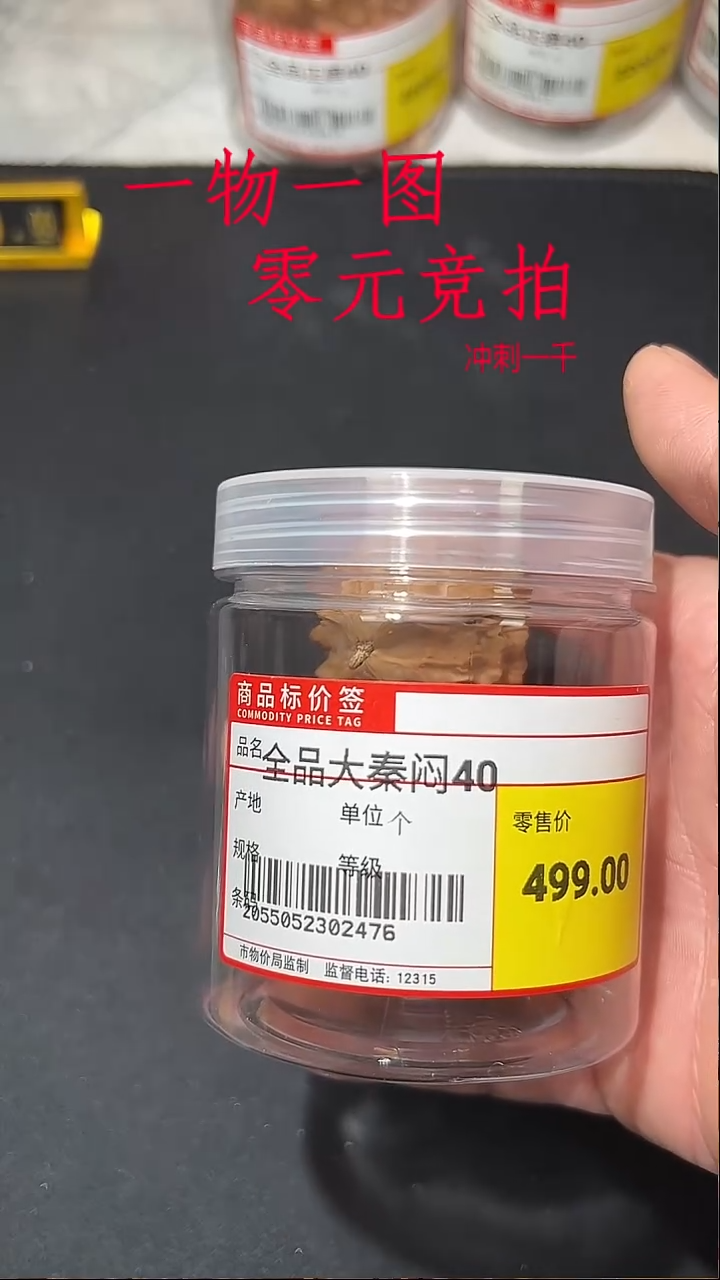 一物一图
零元竞拍
冲刺一千
商品标价签
COMMODITY PRICE TAG
品名 全品大秦闷40
产地 单位 个
零售价
规格 等级
499.00
条码
2055052302476
市物价局监制 监督电话: 12315